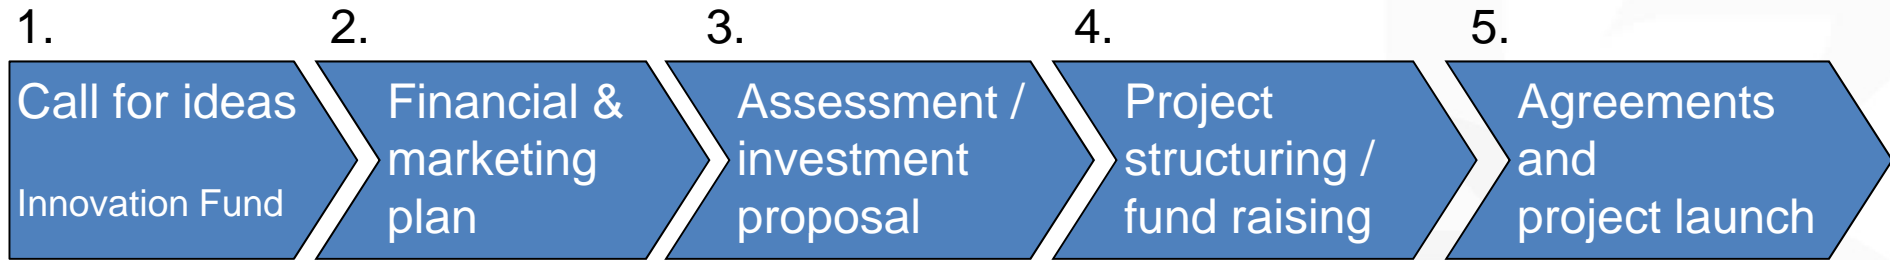 1.
Call for ideas
Innovation Fund
2.
Financial &
marketing
plan
3.
Assessment /
investment
proposal
4.
Project
structuring /
fund raising
5.
Agreements
and
project launch